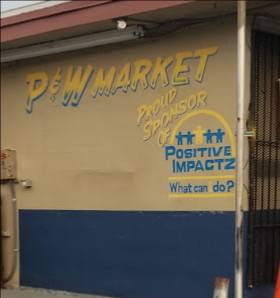 P & W MARKET
PROUD
SPONSOR
OF
POSITIVE
IMPACTZ
What can do?